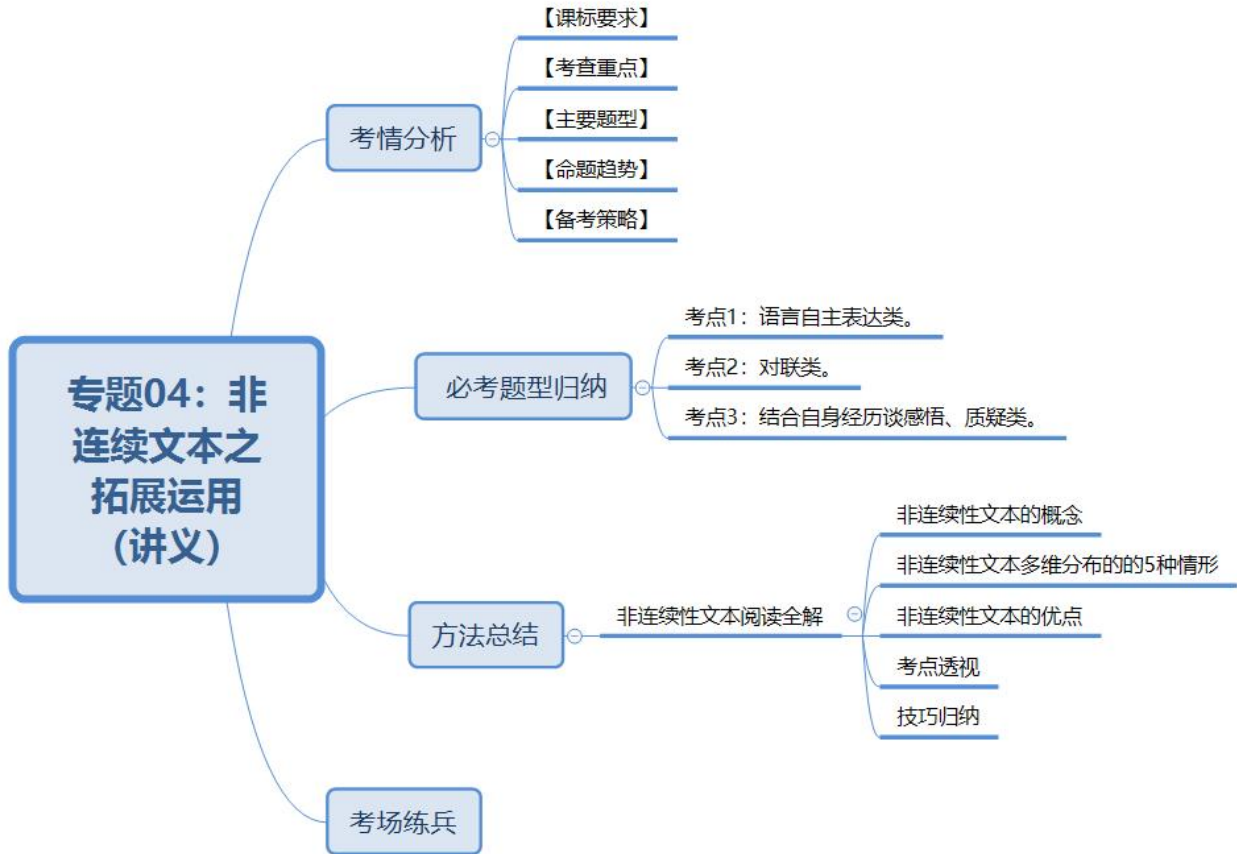 专题04：非
连续文本之
拓展运用
（讲义）
考情分析
【课标要求】
【考查重点】
【主要题型】
【命题趋势】
【备考策略】
必考题型归纳
考点1：语言自主表达类。
考点2：对联类。
考点3：结合自身经历谈感悟、质疑类。
方法总结
非连续性文本阅读全解
非连续性文本的概念
非连续性文本多维分布的的5种情形
非连续性文本的优点
考点透视
技巧归纳
考场练兵